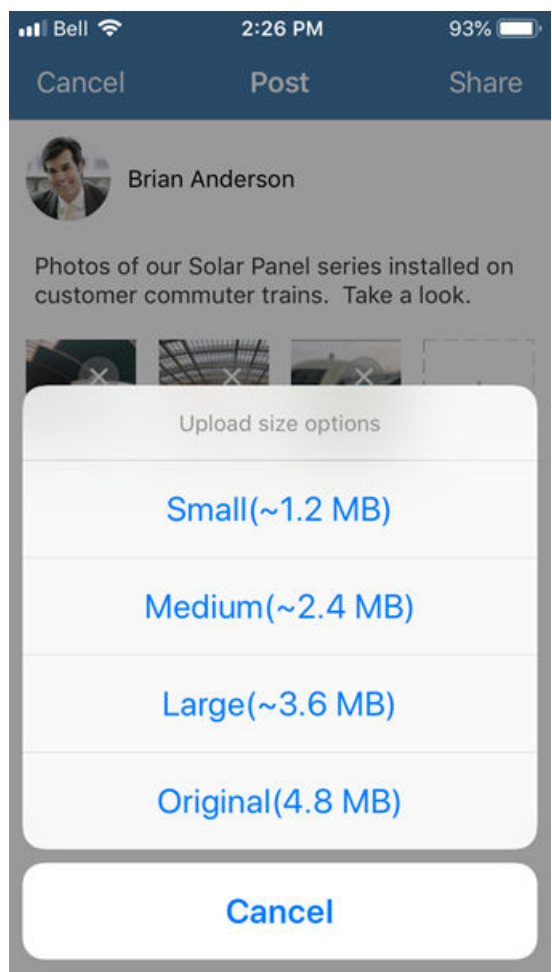 Bell 2:26 PM 93%
Cancel Post Share
Brian Anderson
Photos of our Solar Panel series installed on
customer commuter trains. Take a look.
Upload size options
Small(~1.2 MB)
Medium(~2.4 MB)
Large(~3.6 MB)
Original(4.8 MB)
Cancel